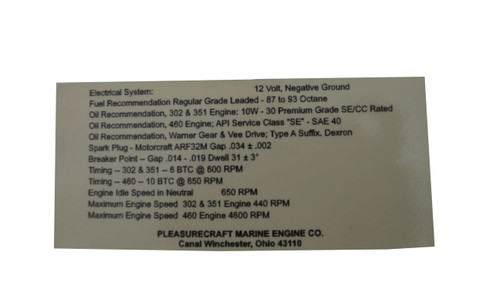 Electrical System: 12 Volt, Negative Ground
Fuel Recommendation Regular Grade Leaded - 87 to 93 Octane
Oil Recommendation, 302 & 351 Engine: 10W - 30 Premium Grade SE/CC Rated
Oil Recommendation, 460 Engine; API Service Class "SE" - SAE 40
Oil Recommendation, Warner Gear & Vee Drive; Type A Suffix. Dexron
Spark Plug - Motorcraft ARF32M Gap .034 ± .002
Breaker Point -- Gap .014 - .019 Dwell 31 ± 3°
Timing -- 302 & 351 -- 6 BTC @ 600 RPM
Timing -- 460 -- 10 BTC @ 650 RPM
Engine Idle Speed in Neutral 650 RPM
Maximum Engine Speed 302 & 351 Engine 440 RPM
Maximum Engine Speed 460 Engine 4600 RPM
PLEASURECRAFT MARINE ENGINE CO.
Canal Winchester, Ohio 43110